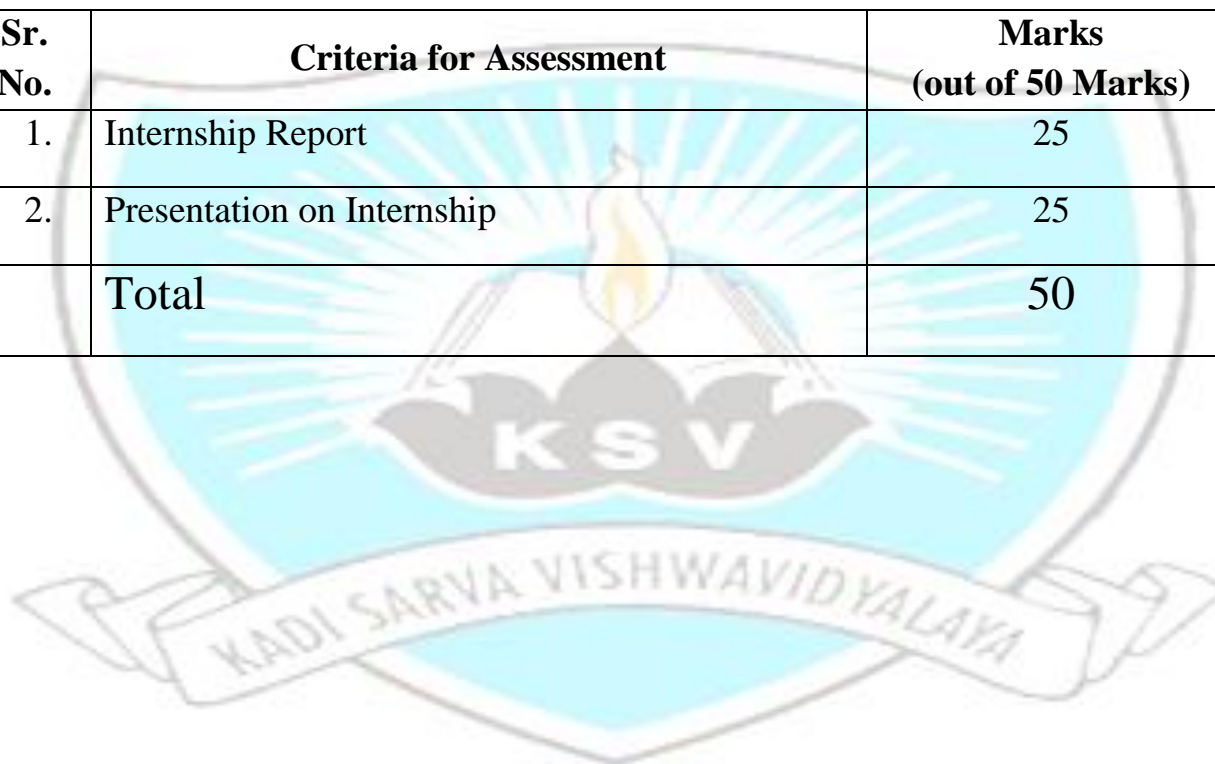 Sr. No.
Criteria for Assessment
Marks (out of 50 Marks)
1. Internship Report 25
2. Presentation on Internship 25
Total 50
KSV
KADI SARVA VISHWAVIDYALAYA